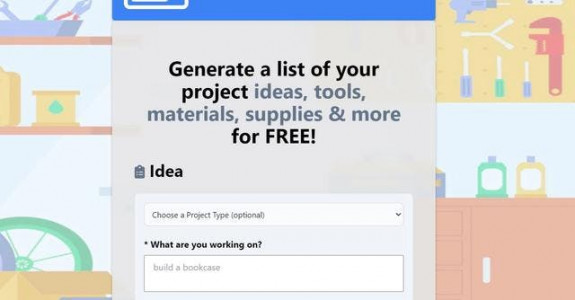 Generate a list of your
project ideas, tools,
materials, supplies & more
for FREE!
Idea
Choose a Project Type (optional)
* What are you working on?
build a bookcase